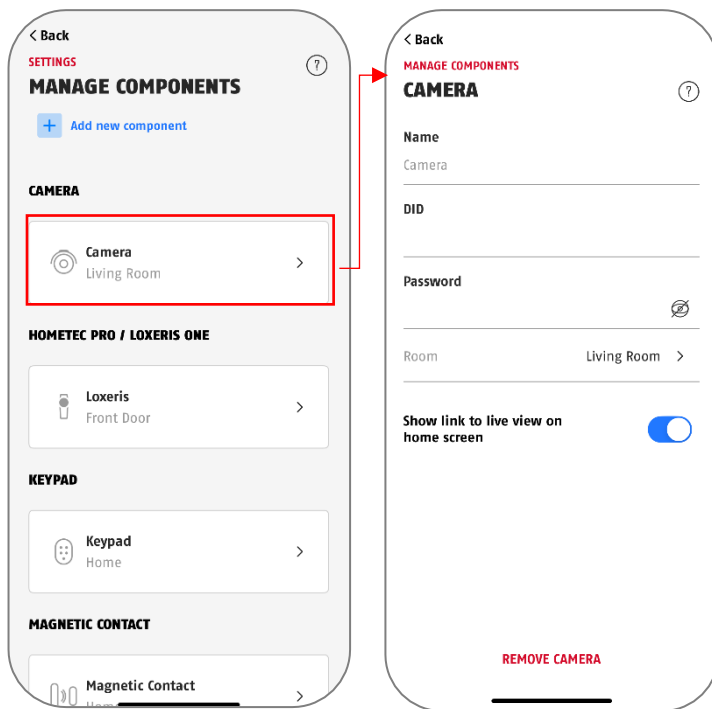 < Back
SETTINGS
?
MANAGE COMPONENTS
+ Add new component
CAMERA
Camera
Living Room
HOMETEC PRO / LOXERIS ONE
Loxeris
Front Door
KEYPAD
Keypad
Home
MAGNETIC CONTACT
Magnetic Contact
< Back
MANAGE COMPONENTS
CAMERA
?
Name
Camera
DID
Password
Room Living Room >
Show link to live view on
home screen
REMOVE CAMERA